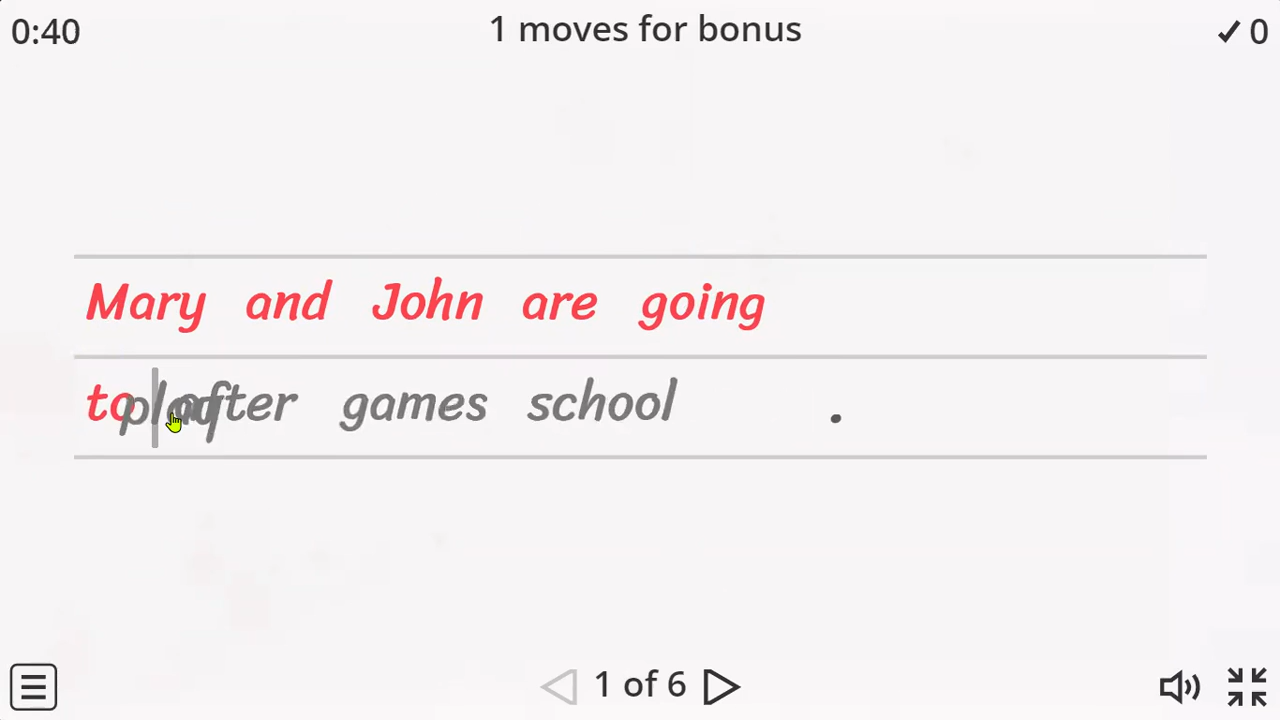 0:40
1 moves for bonus
✓ 0
Mary and John are going
to play after games school .
1 of 6